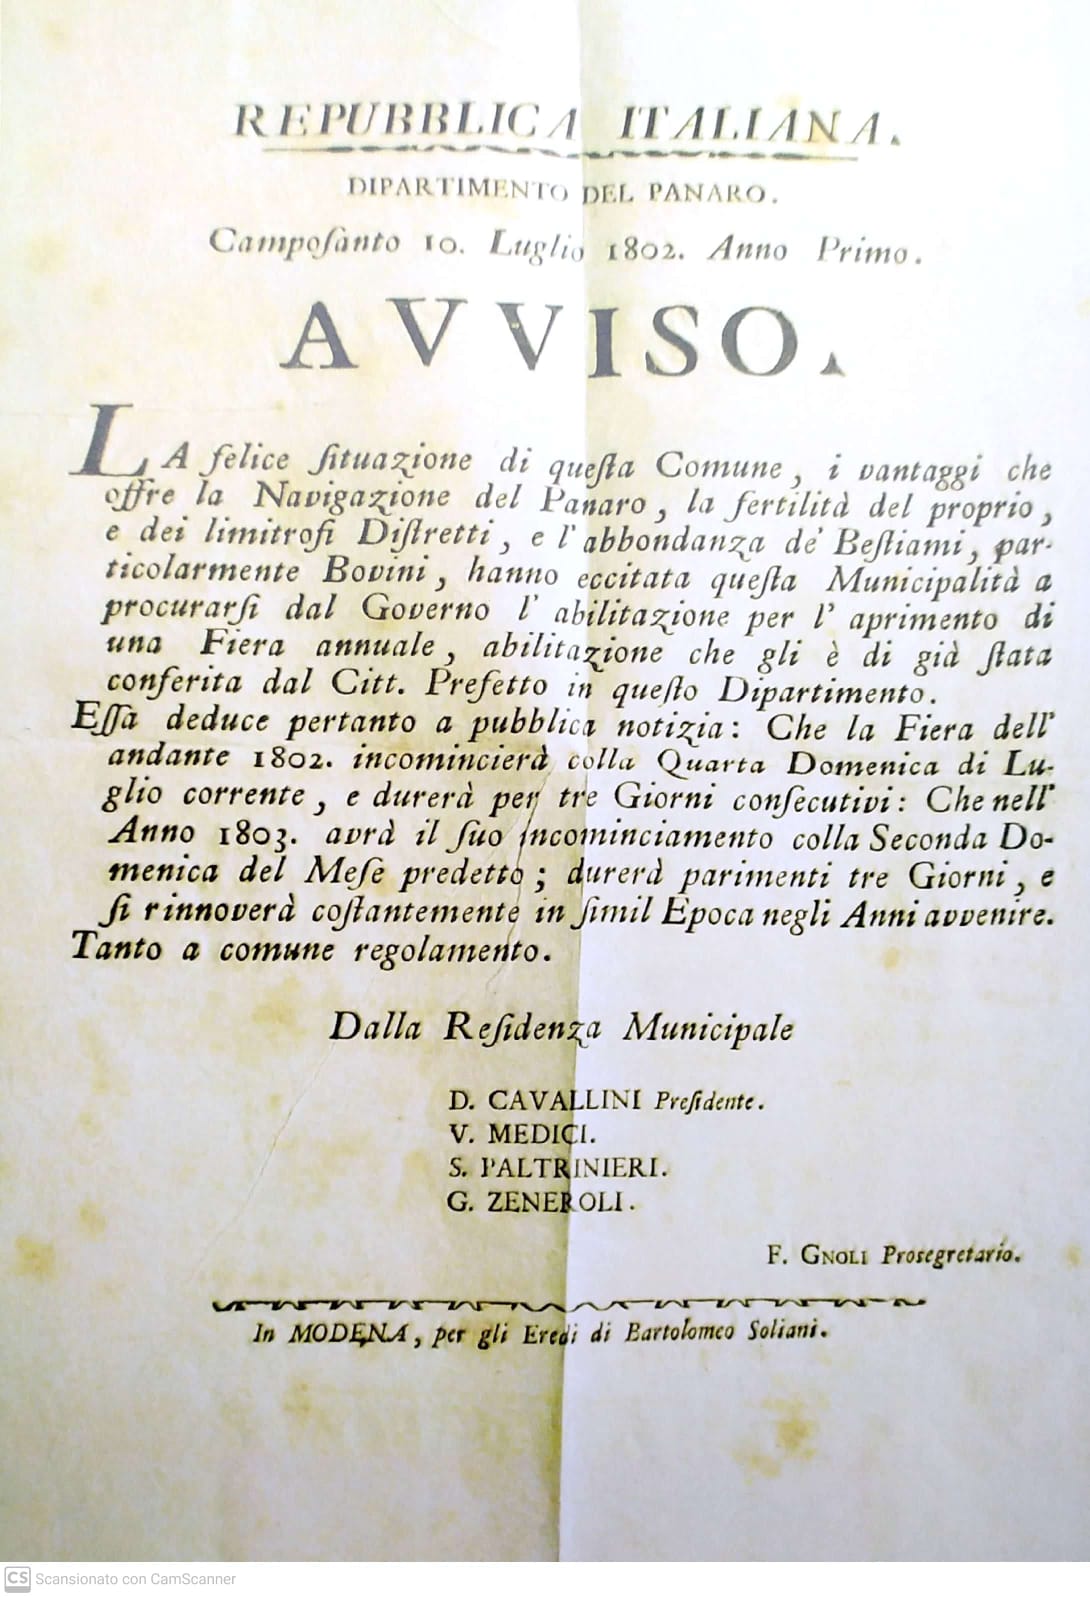 REPUBBLICA ITALIANA.
DIPARTIMENTO DEL PANARO.
Campoſanto 10. Luglio 1802. Anno Primo.
AVVISO.
LA felice ſituazione di queſta Comune, i vantaggi che
offre la Navigazione del Panaro, la fertilità del proprio,
e dei limitrofi Diſtretti, e l'abbondanza de' Beſtiami, par-
ticolarmente Bovini, hanno eccitata queſta Municipalità a
procurarſi dal Governo l'abilitazione per l'aprimento di
una Fiera annuale, abilitazione che gli è di già ſtata
conferita dal Citt. Prefetto in queſto Dipartimento.
Eſſa deduce pertanto a pubblica notizia: Che la Fiera dell'
andante 1802. incomincierà colla Quarta Domenica di Lu-
glio corrente, e durerà per tre Giorni conſecutivi: Che nell'
Anno 1803. avrà il ſuo incominciamento colla Seconda Do-
menica del Meſe predetto; durerà parimenti tre Giorni, e
ſi rinnoverà coſtantemente in ſimil Epoca negli Anni avvenire.
Tanto a comune regolamento.
Dalla Reſidenza Municipale
D. CAVALLINI Preſidente.
V. MEDICI.
S. PALTRINIERI.
G. ZENEROLI.
F. GNOLI Prosegretario.
In MODENA, per gli Eredi di Bartolomeo Soliani.
CS Scansionato con CamScanner